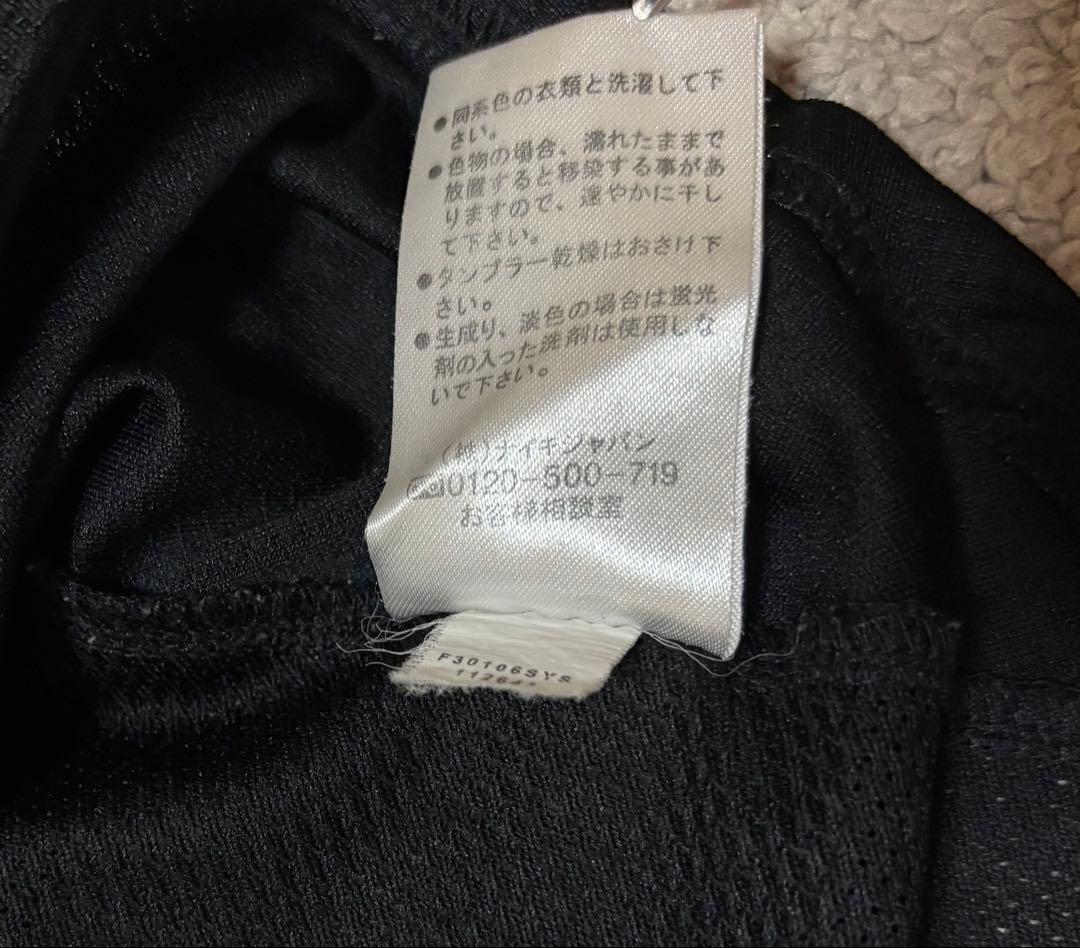 ●同系色の衣類と洗濯して下
さい。
●色物の場合、濡れたままで
放置すると移染する事があ
りますので、速やかに干し
て下さい。
●タンブラー乾燥はおさけ下
さい。
●生成り、淡色の場合は蛍光
剤の入った洗剤は使用しな
いで下さい。
(株)ナイキジャパン
0120-500-719
お客様相談室
F30106SYS